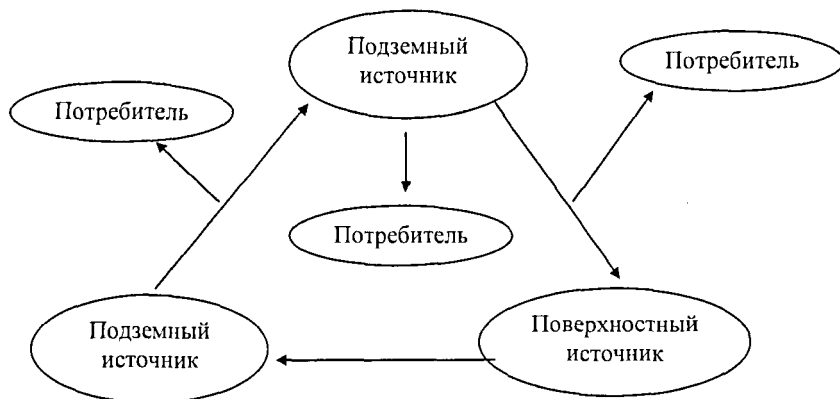 Подземный
источник
Потребитель
Потребитель
Потребитель
Подземный
источник
Поверхностный
источник